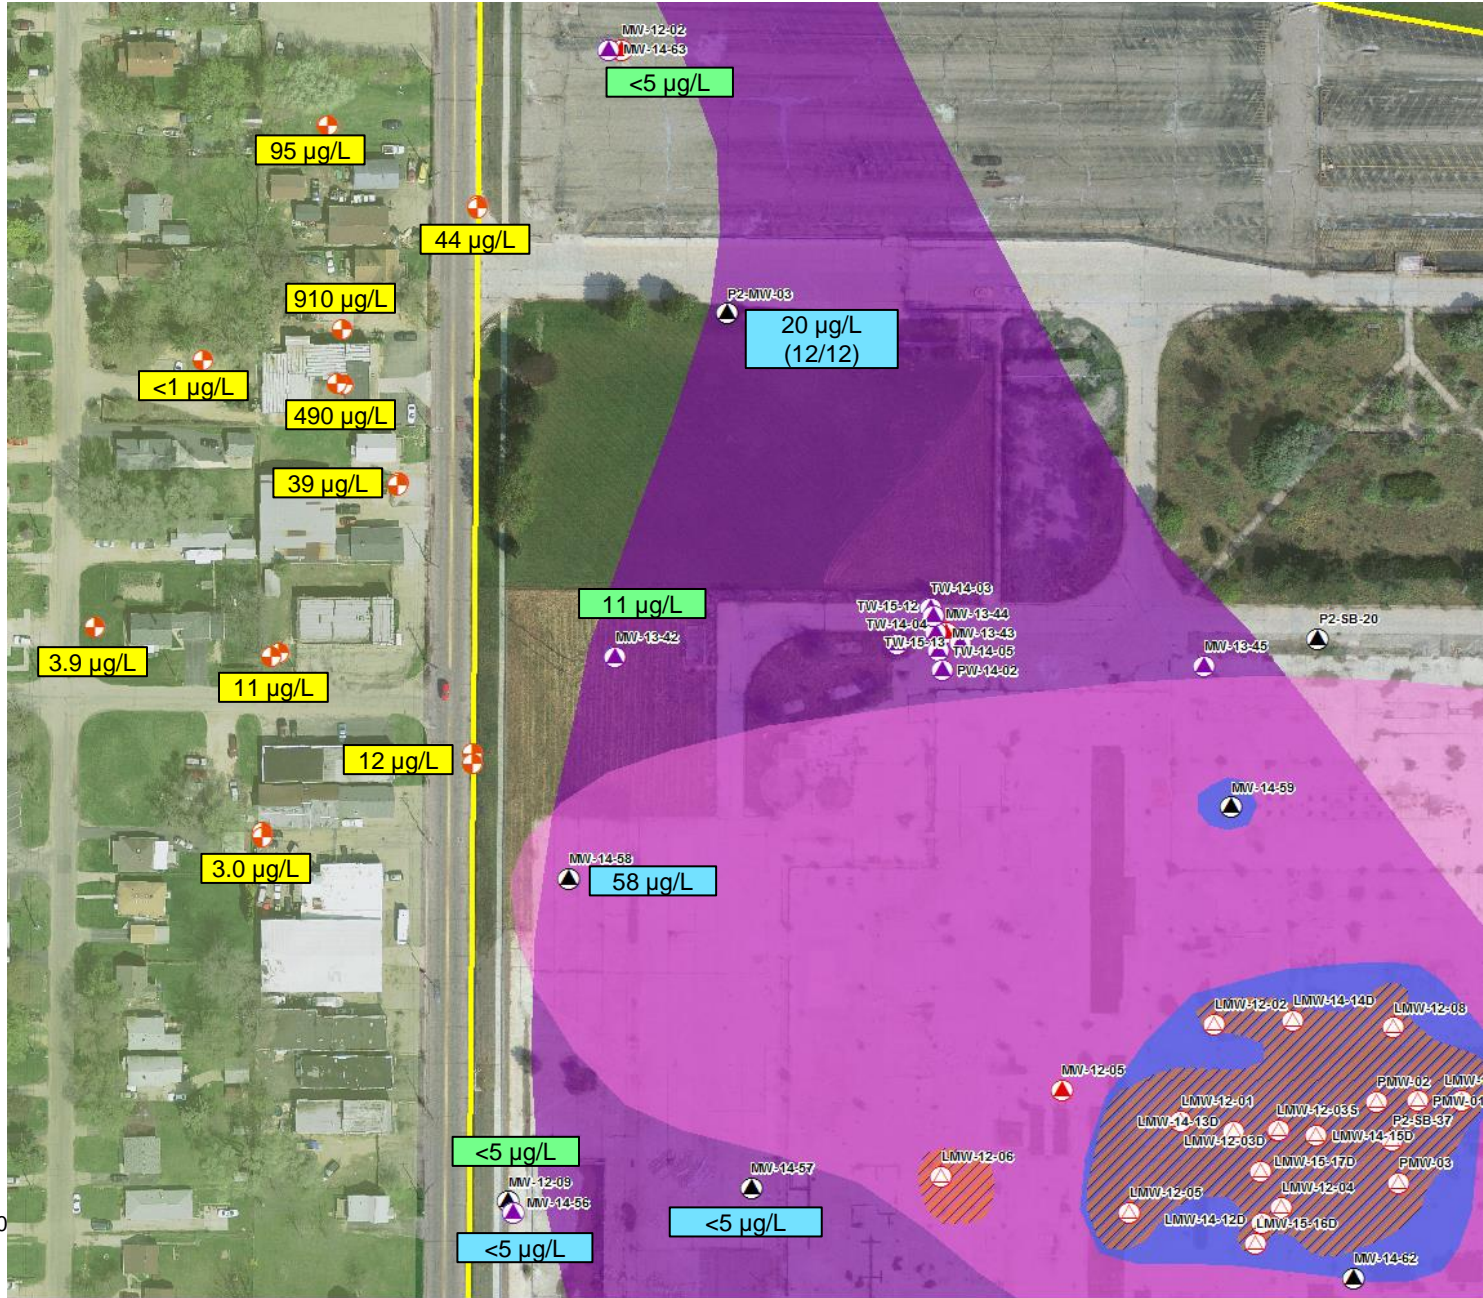 MW-12-02
MW-14-63
<5 µg/L
95 µg/L
44 µg/L
910 µg/L
P2-MW-03
20 µg/L
(12/12)
<1 µg/L
490 µg/L
39 µg/L
11 µg/L
MW-13-42
TW-14-03
TW-15-12
MW-13-44
TW-14-04
MW-13-43
TW-15-13
TW-14-05
PW-14-02
MW-13-45
P2-SB-20
3.9 µg/L
11 µg/L
12 µg/L
MW-14-59
3.0 µg/L
MW-14-58
58 µg/L
LMW-12-02
LMW-14-14D
LMW-12-08
MW-12-05
PMW-02
LMW-
PMW-01
LMW-12-01
LMW-12-03S
P2-SB-37
LMW-14-13D
LMW-12-03D
LMW-14-15D
<5 µg/L
MW-12-09
MW-14-56
MW-14-57
<5 µg/L
<5 µg/L
LMW-12-06
LMW-15-17D
PMW-03
LMW-12-05
LMW-12-04
LMW-14-12D
LMW-15-16D
MW-14-62
0